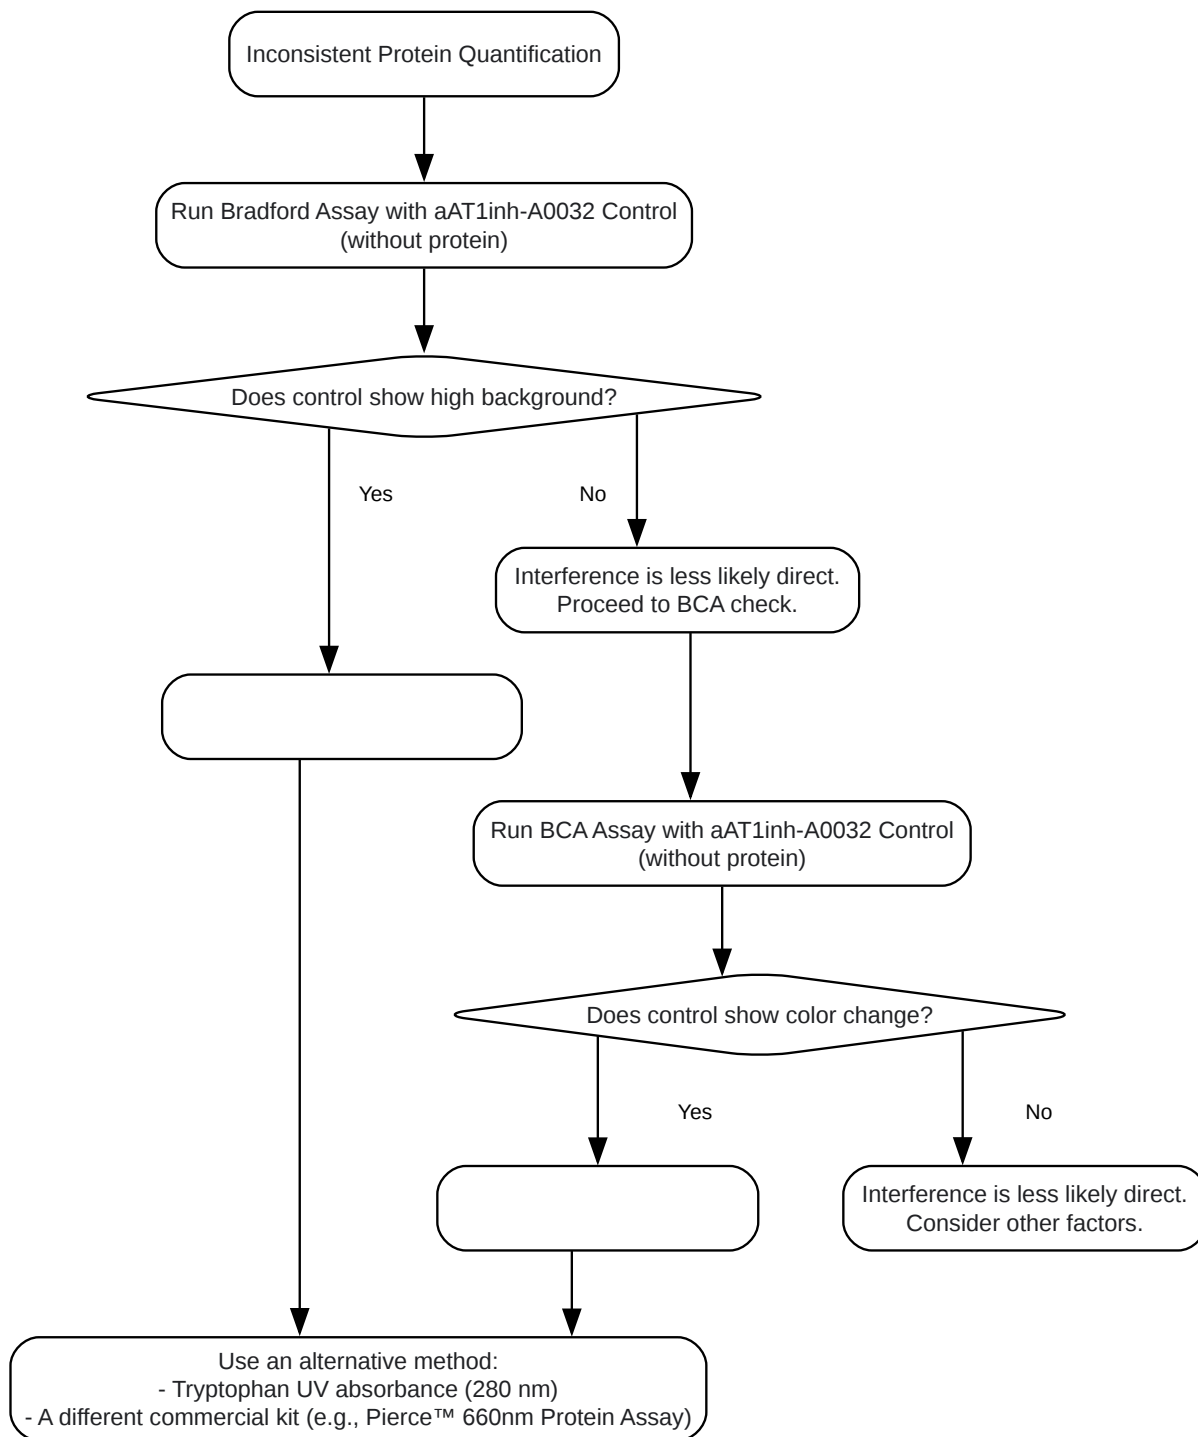 Inconsistent Protein Quantification
Run Bradford Assay with aAT1inh-A0032 Control
(without protein)
Does control show high background?
Yes
No
Interference is less likely direct.
Proceed to BCA check.
Run BCA Assay with aAT1inh-A0032 Control
(without protein)
Does control show color change?
Yes
No
Interference is less likely direct.
Consider other factors.
Use an alternative method:
- Tryptophan UV absorbance (280 nm)
- A different commercial kit (e.g., Pierce™ 660nm Protein Assay)